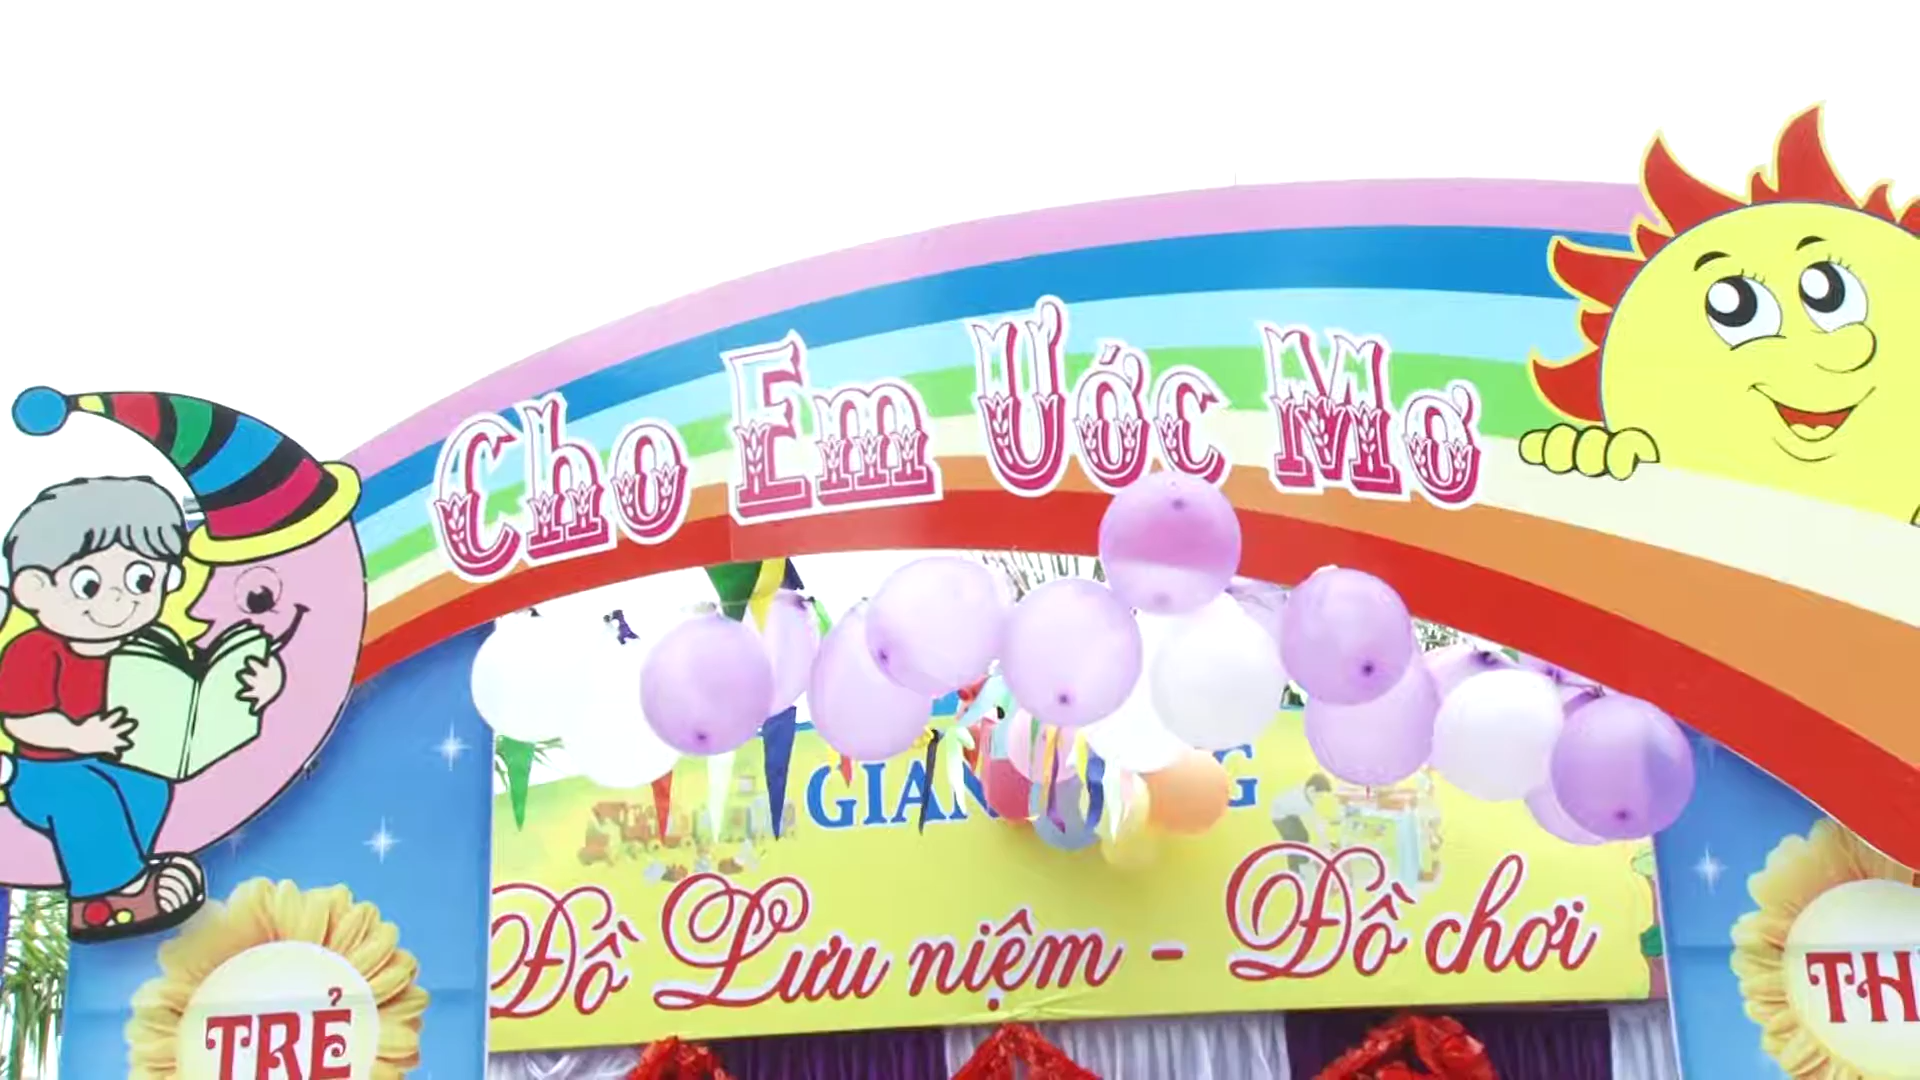 Cho Em Ước Mơ
Đồ Lưu niệm - Đồ chơi
TRẺ